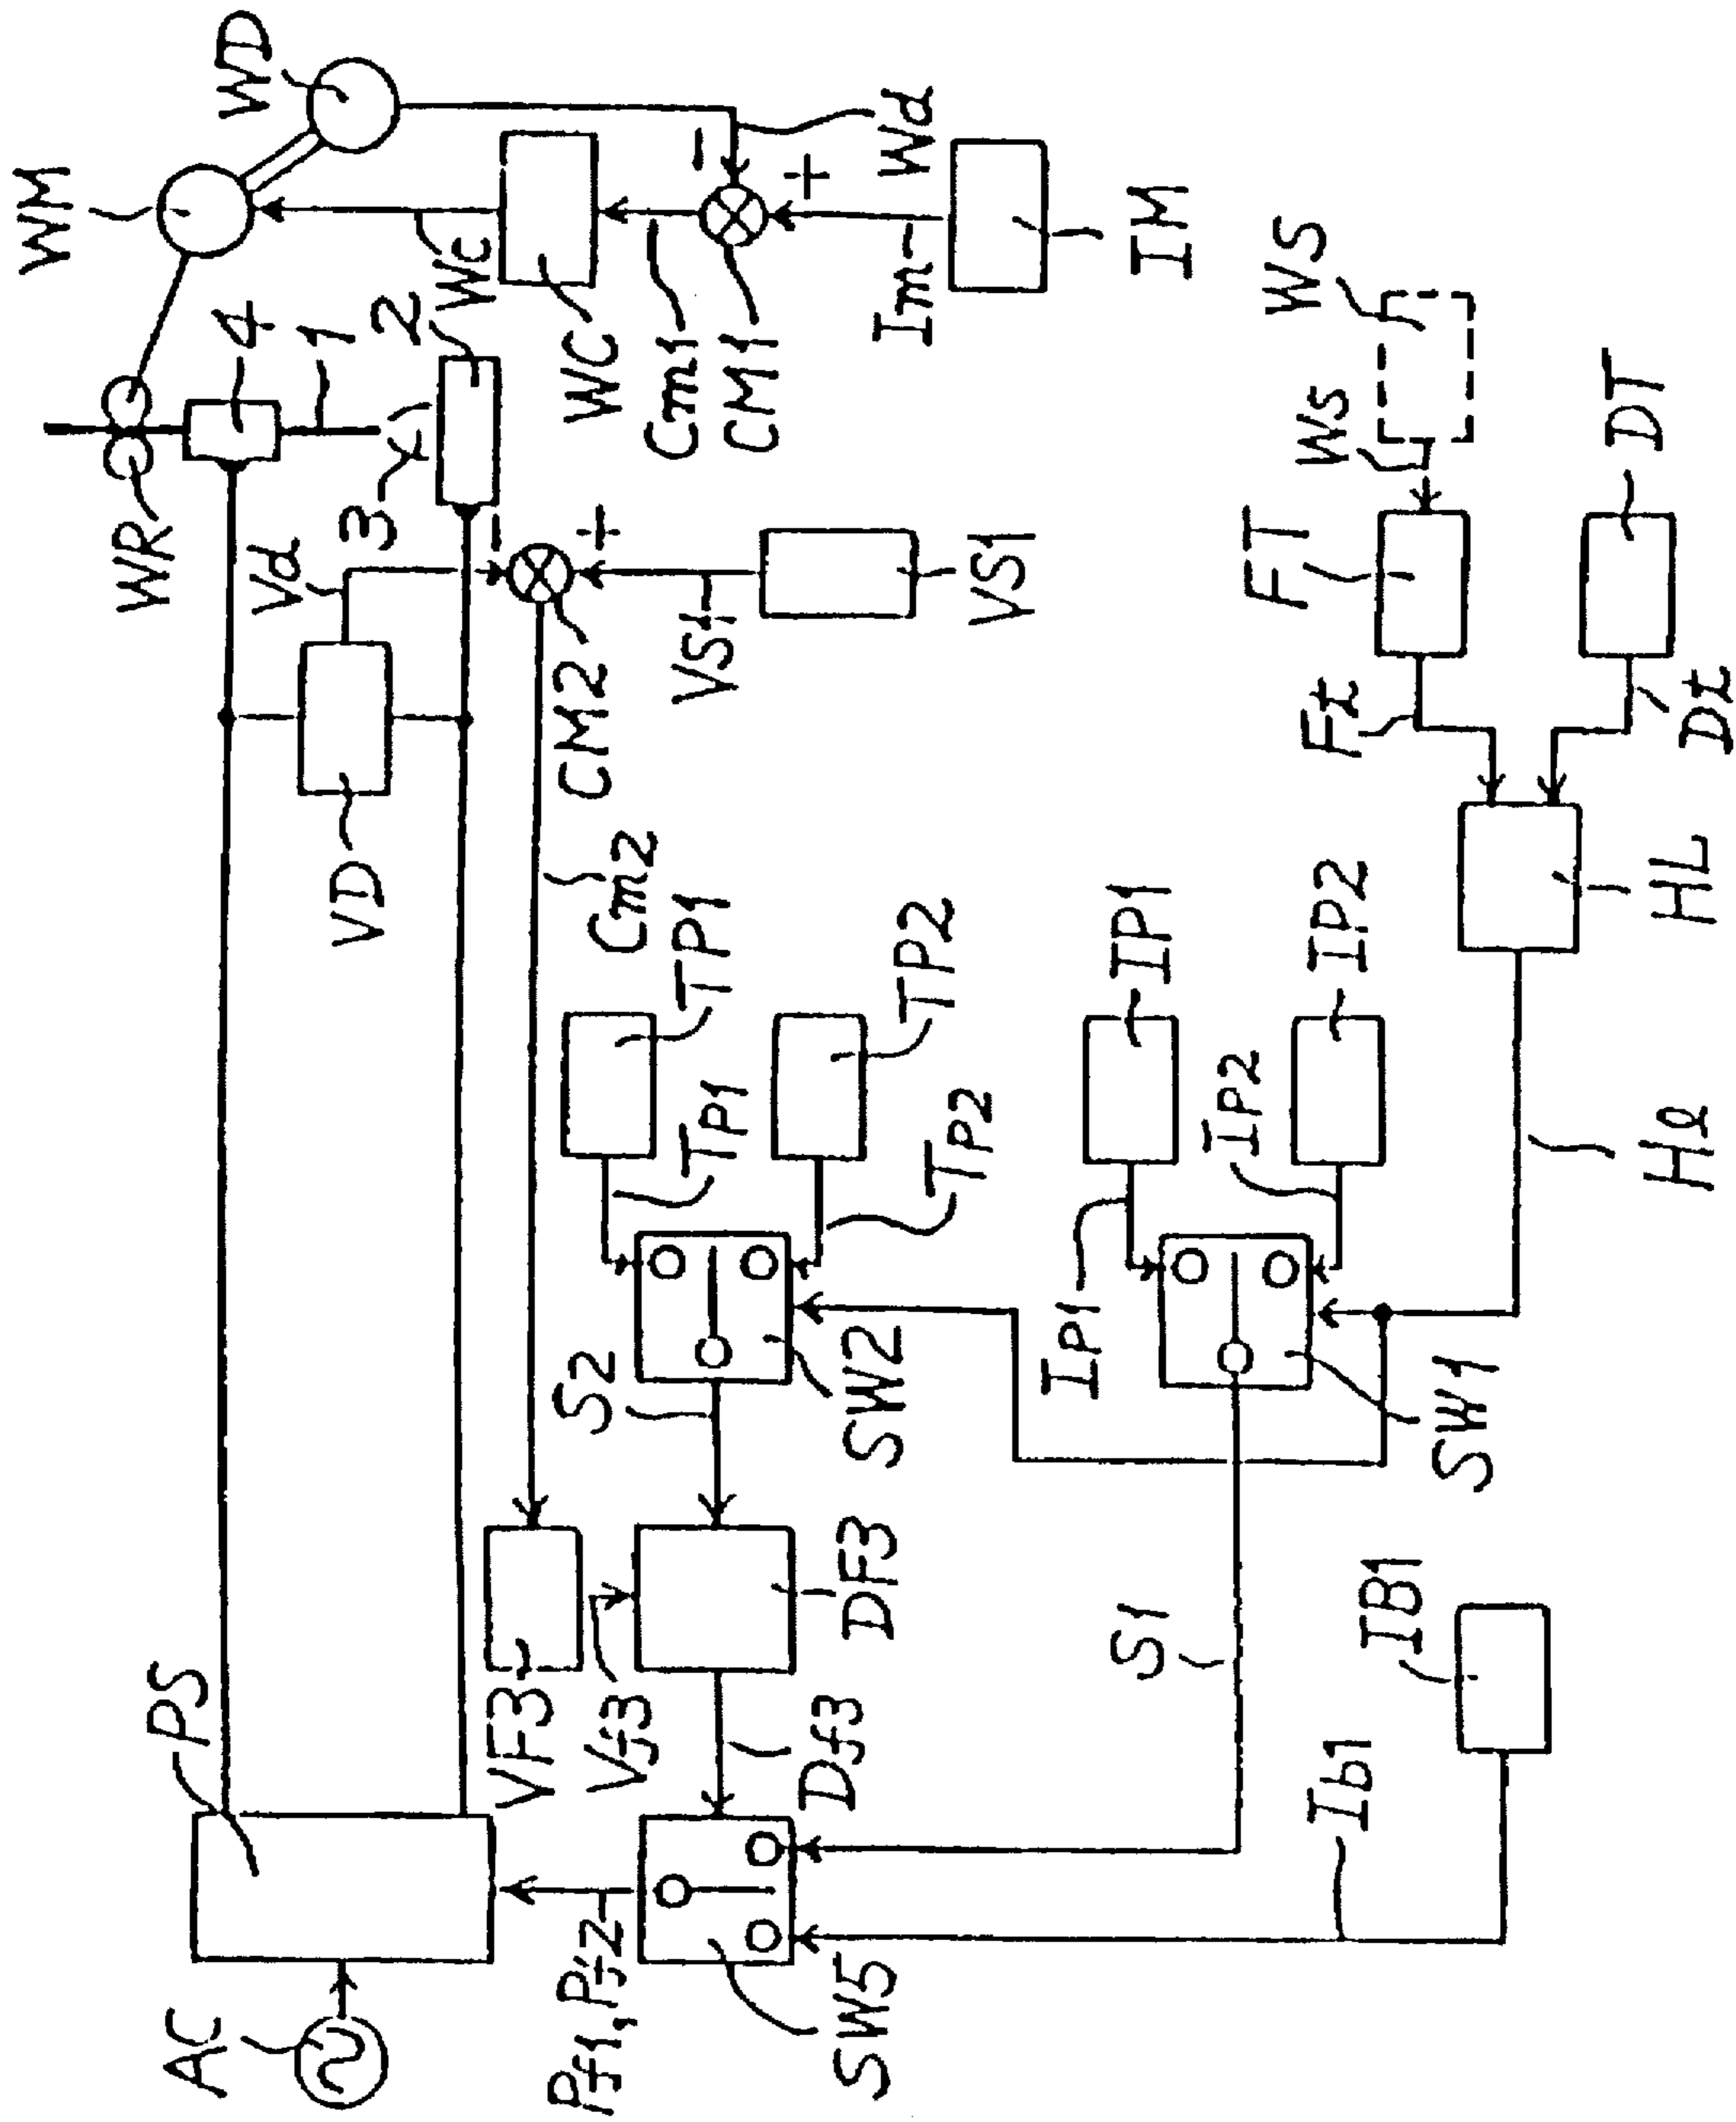 AC
PS
Pf1, Pf2
SW5
VF3
Vf3
DF3
Df3
S2
SW2
Tp1
TP1
Tp2
TP2
Cm2
CM2
VD
Vd
WR
3
2
1
4
WM
WD
Wc
WC
Cm1
CM1
-
+
Wd
Im
IM
-
+
VS1
VS1
S1
SW1
Ip1
IP1
Ip2
IP2
Ib1
IB1
Hl
HL
Ft
FT
Dt
DT
Ws
WS